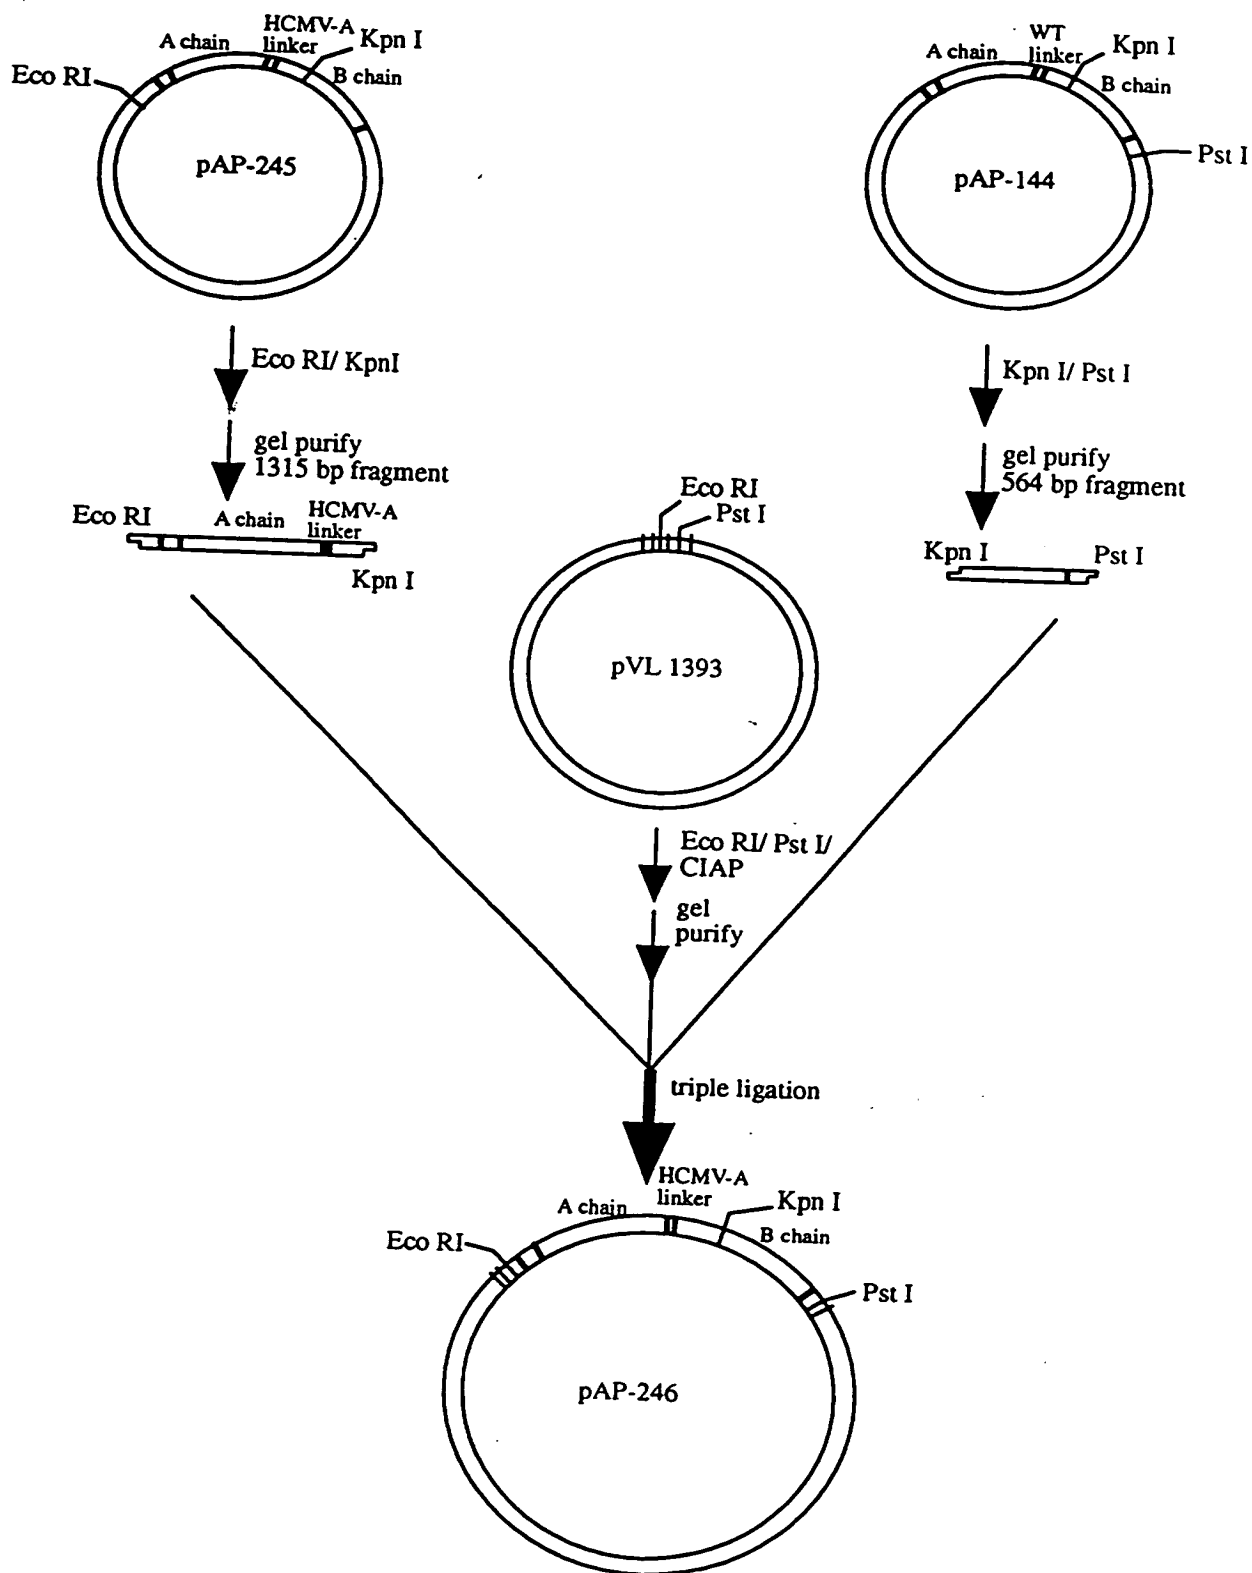 HCMV-A
A chain
linker
Kpn I
Eco RI
B chain
pAP-245
WT
A chain
linker
Kpn I
B chain
Pst I
pAP-144
Eco RI/ KpnI
gel purify
1315 bp fragment
Kpn I/ Pst I
gel purify
564 bp fragment
Eco RI
A chain
HCMV-A
linker
Kpn I
Eco RI
Pst I
Kpn I
Pst I
pVL 1393
Eco RI/ Pst I/
CIAP
gel
purify
triple ligation
HCMV-A
linker
A chain
Kpn I
B chain
Eco RI
Pst I
pAP-246